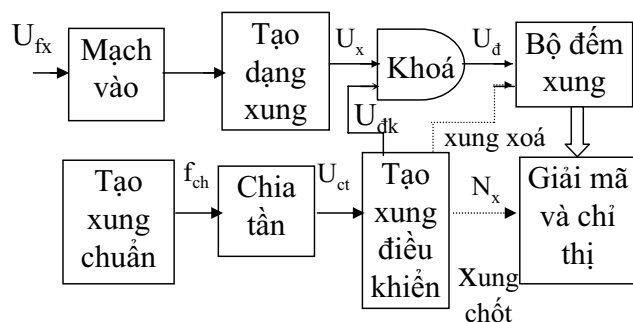 U_fx
Mạch
vào
Tạo
dạng
xung
U_x
Khoá
U_đ
Bộ đếm
xung
U_đk
xung xoá
Tạo
xung
chuẩn
f_ch
Chia
tần
U_ct
Tạo
xung
điều
khiển
N_x
Xung
chốt
Giải mã
và chỉ
thị